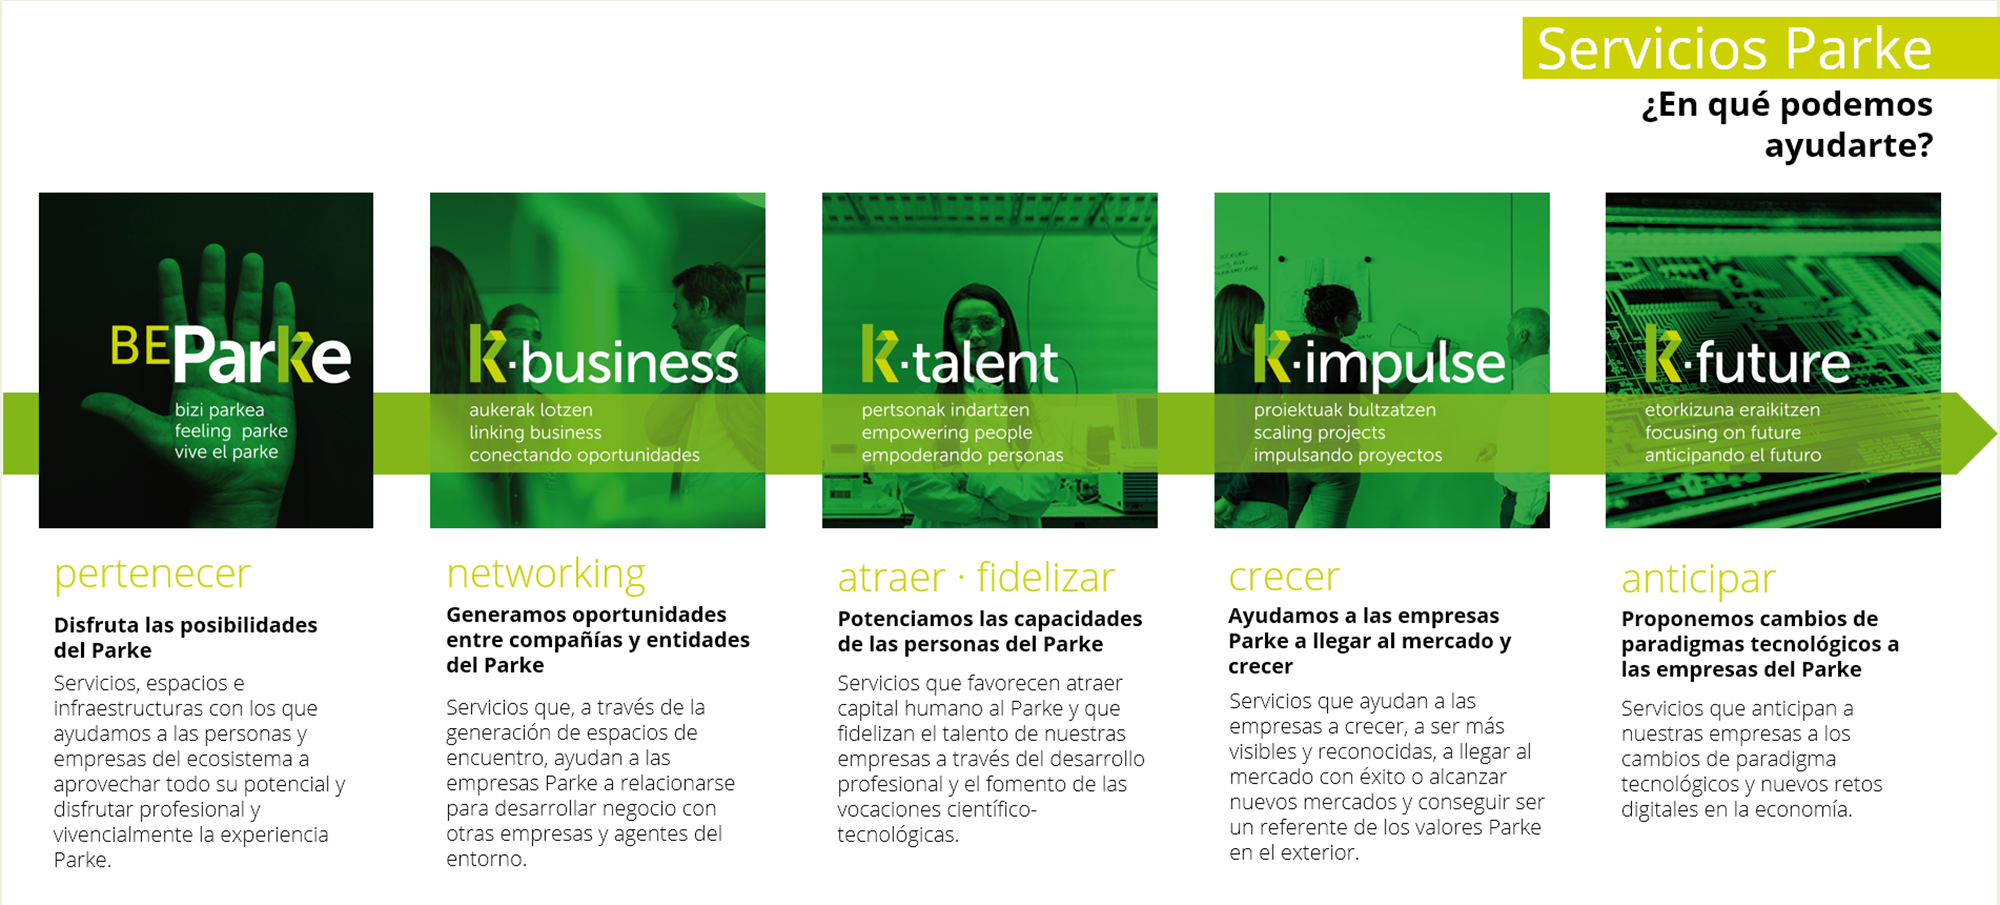 Servicios Parke
¿En qué podemos
ayudarte?
BEParke
bizi parkea
feeling parke
vive el parke
k·business
aukerak lotzen
linking business
conectando oportunidades
k·talent
pertsonak indartzen
empowering people
empoderando personas
k·impulse
proiektuak bultzatzen
scaling projects
impulsando proyectos
k·future
etorkizuna eraikitzen
focusing on future
anticipando el futuro
pertenecer
Disfruta las posibilidades
del Parke
Servicios, espacios e
infraestructuras con los que
ayudamos a las personas y
empresas del ecosistema a
aprovechar todo su potencial y
disfrutar profesional y
vivencialmente la experiencia
Parke.
networking
Generamos oportunidades
entre compañías y entidades
del Parke
Servicios que, a través de la
generación de espacios de
encuentro, ayudan a las
empresas Parke a relacionarse
para desarrollar negocio con
otras empresas y agentes del
entorno.
atraer · fidelizar
Potenciamos las capacidades
de las personas del Parke
Servicios que favorecen atraer
capital humano al Parke y que
fidelizan el talento de nuestras
empresas a través del desarrollo
profesional y el fomento de las
vocaciones científico-
tecnológicas.
crecer
Ayudamos a las empresas
Parke a llegar al mercado y
crecer
Servicios que ayudan a las
empresas a crecer, a ser más
visibles y reconocidas, a llegar al
mercado con éxito o alcanzar
nuevos mercados y conseguir ser
un referente de los valores Parke
en el exterior.
anticipar
Proponemos cambios de
paradigmas tecnológicos a
las empresas del Parke
Servicios que anticipan a
nuestras empresas a los
cambios de paradigma
tecnológicos y nuevos retos
digitales en la economía.